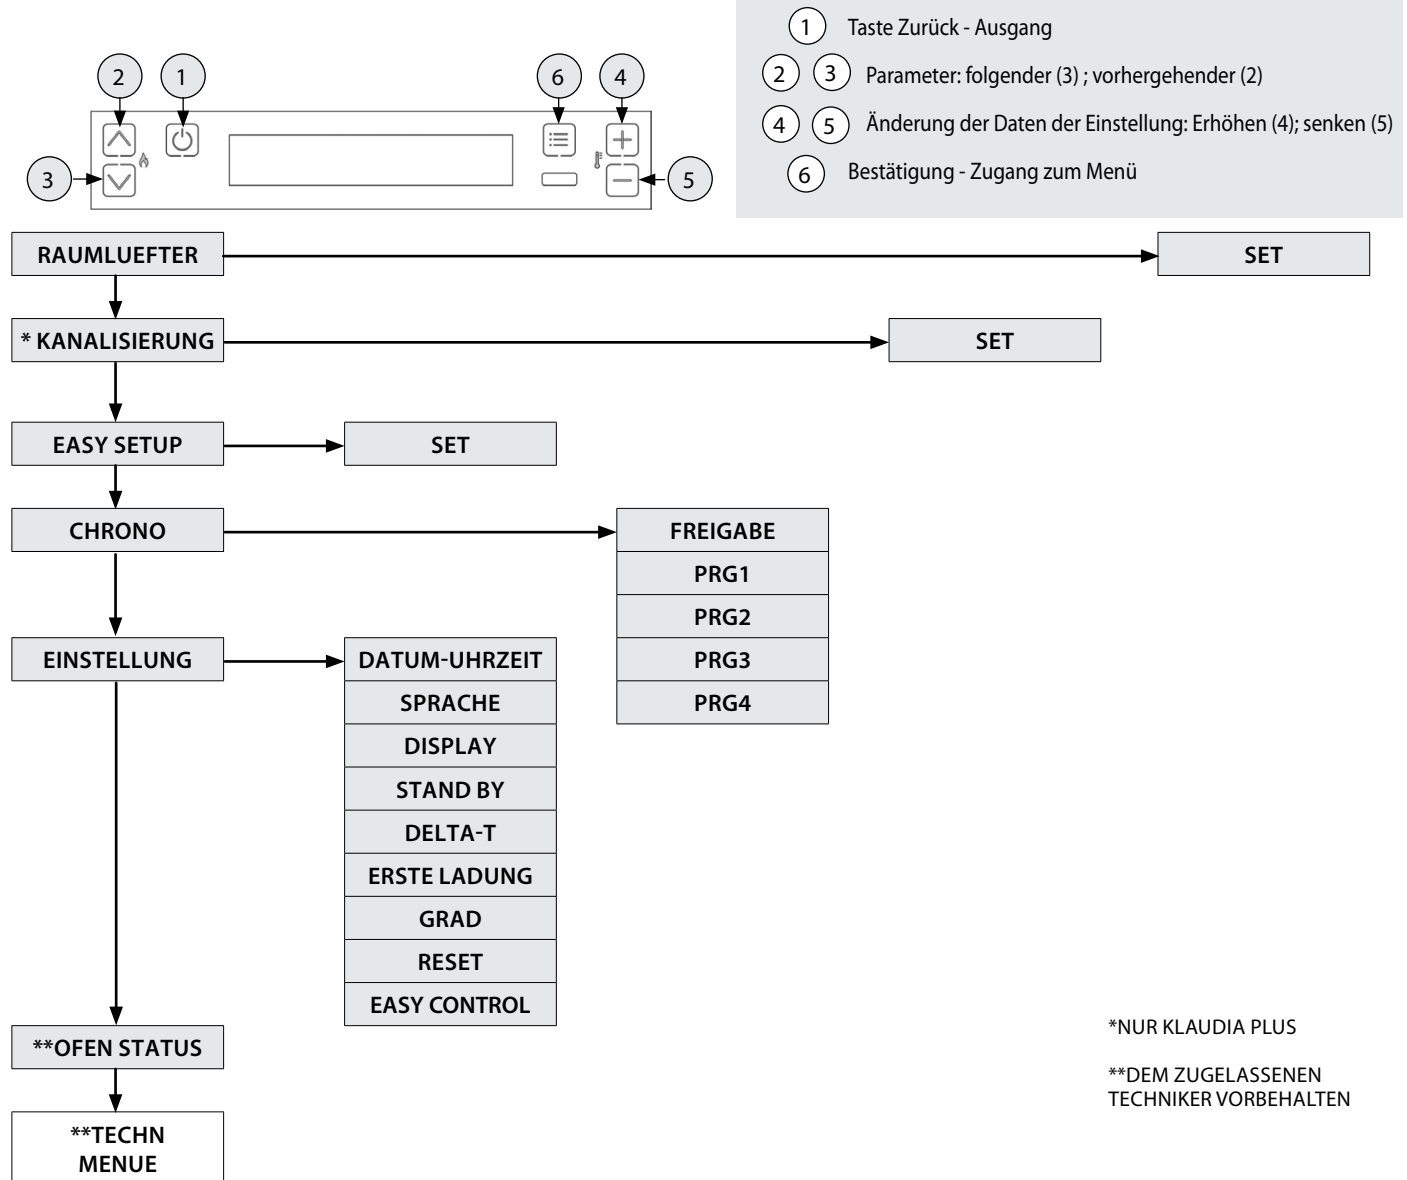 1 Taste Zurück - Ausgang
2 3 Parameter: folgender (3) ; vorhergehender (2)
4 5 Änderung der Daten der Einstellung: Erhöhen (4); senken (5)
6 Bestätigung - Zugang zum Menü
2 1 6 4
3 5
RAUMLUEFTER SET
* KANALISIERUNG SET
EASY SETUP SET
CHRONO FREIGABE
PRG1
PRG2
PRG3
PRG4
EINSTELLUNG DATUM-UHRZEIT
SPRACHE
DISPLAY
STAND BY
DELTA-T
ERSTE LADUNG
GRAD
RESET
EASY CONTROL
**OFEN STATUS
**TECHN
MENUE
*NUR KLAUDIA PLUS
**DEM ZUGELASSENEN
TECHNIKER VORBEHALTEN